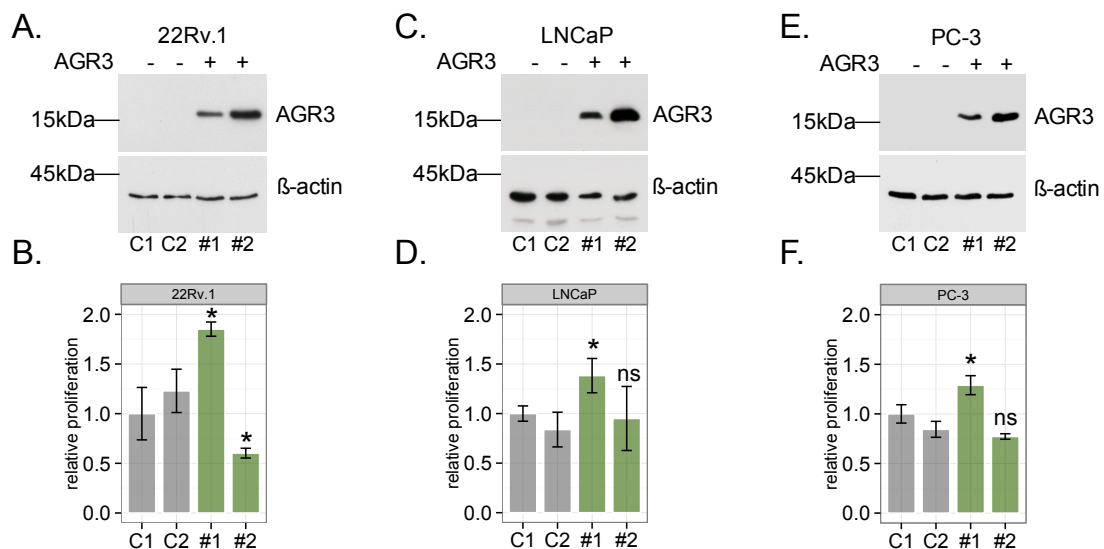 A.
22Rv.1
AGR3 - - + +
15kDa AGR3
45kDa ß-actin
C1 C2 #1 #2
B.
22Rv.1
relative proliferation
2.0
1.5
1.0
0.5
0.0
*
*
C1 C2 #1 #2
C.
LNCaP
AGR3 - - + +
15kDa AGR3
45kDa ß-actin
C1 C2 #1 #2
D.
LNCaP
relative proliferation
2.0
1.5
1.0
0.5
0.0
*
ns
C1 C2 #1 #2
E.
PC-3
AGR3 - - + +
15kDa AGR3
45kDa ß-actin
C1 C2 #1 #2
F.
PC-3
relative proliferation
2.0
1.5
1.0
0.5
0.0
*
ns
C1 C2 #1 #2